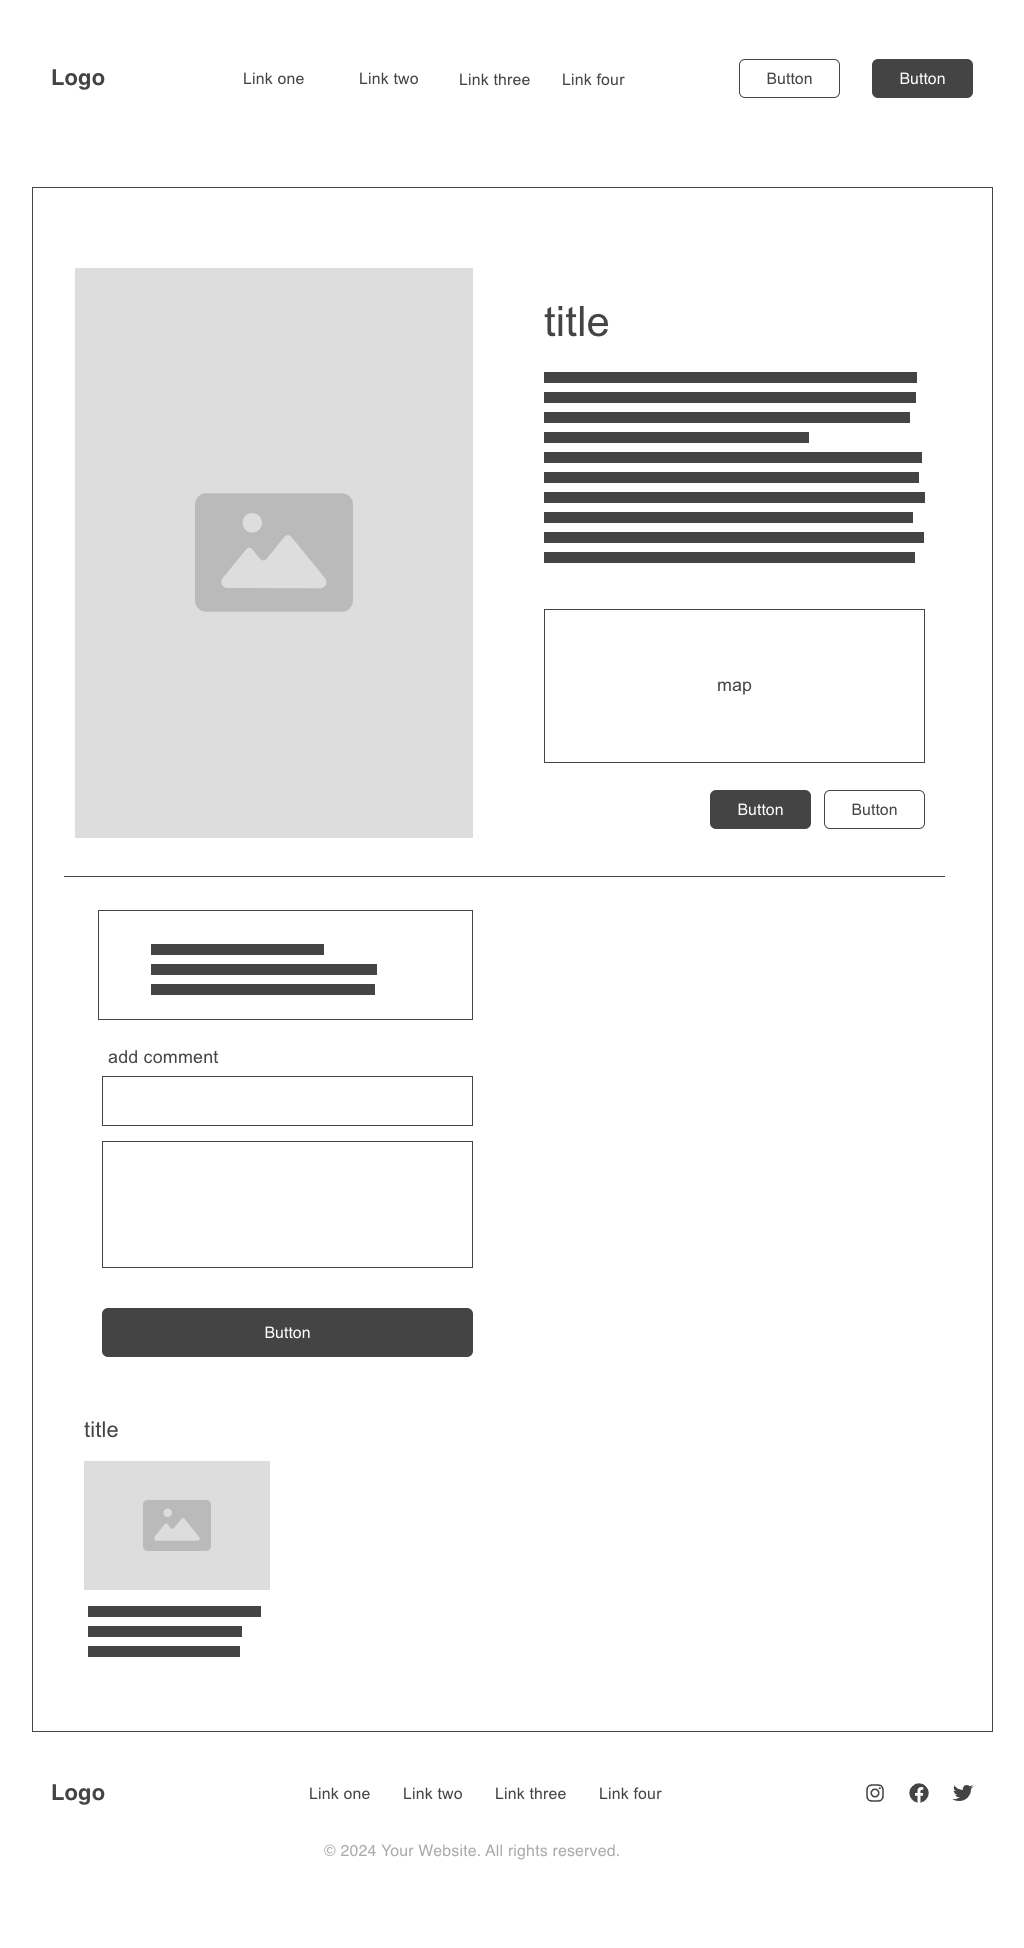 Logo
Link one Link two Link three Link four
Button Button
title
map
Button Button
add comment
Button
title
Logo
Link one Link two Link three Link four
© 2024 Your Website. All rights reserved.